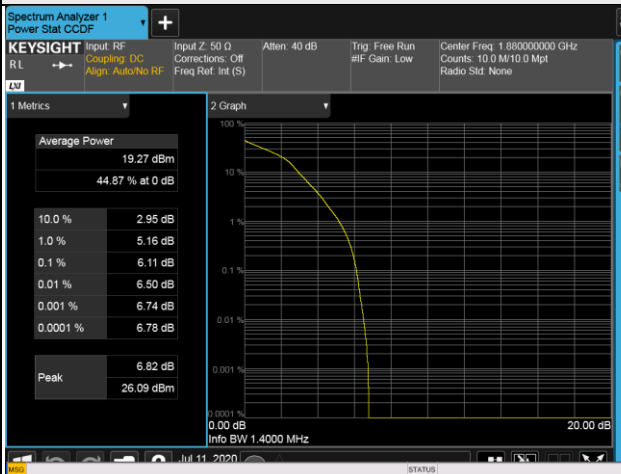 Spectrum Analyzer 1
Power Stat CCDF
+
KEYSIGHT
RL
LXI
Input: RF
Coupling: DC
Align: Auto/No RF
Input Z: 50 Ω
Corrections: Off
Freq Ref: Int (S)
Atten: 40 dB
Trig: Free Run
#IF Gain: Low
Center Freq: 1.880000000 GHz
Counts: 10.0 M/10.0 Mpt
Radio Std: None
1 Metrics
Average Power
19.27 dBm
44.87 % at 0 dB
10.0 % 2.95 dB
1.0 % 5.16 dB
0.1 % 6.11 dB
0.01 % 6.50 dB
0.001 % 6.74 dB
0.0001 % 6.78 dB
Peak
6.82 dB
26.09 dBm
2 Graph
100 %
10 %
1 %
0.1 %
0.01 %
0.001 %
0.0001 %
0.00 dB 20.00 dB
Info BW 1.4000 MHz
Jul 11, 2020
MSG STATUS